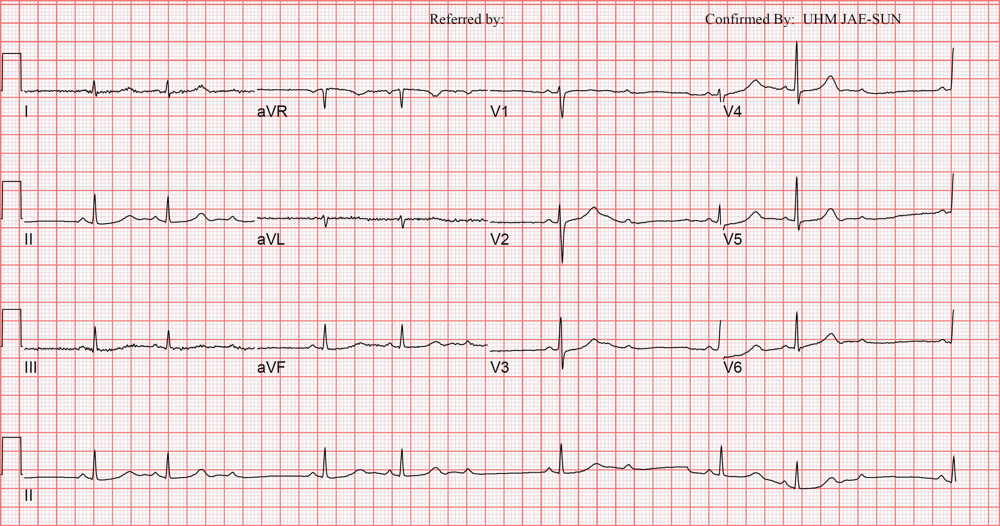 Referred by:
Confirmed By: UHM JAE-SUN
I
aVR
V1
V4
II
aVL
V2
V5
III
aVF
V3
V6
II